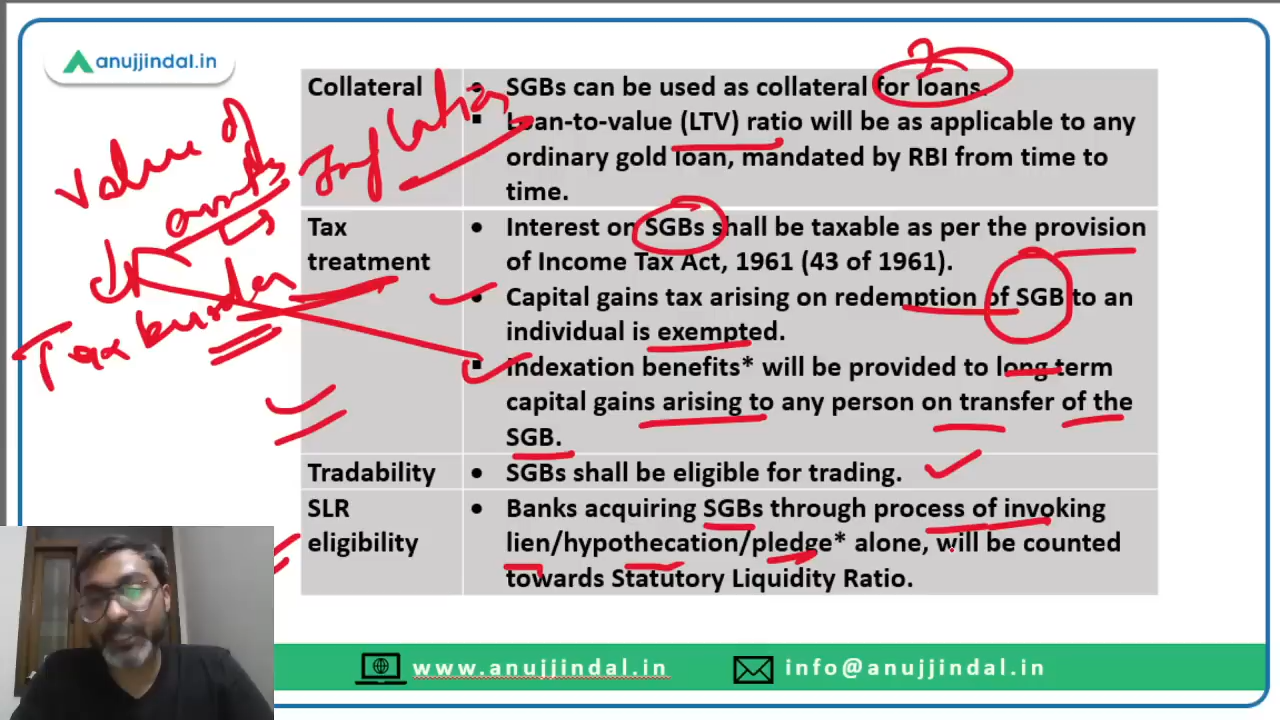 anujjindal.in
Collateral
SGBs can be used as collateral for loans.
Loan-to-value (LTV) ratio will be as applicable to any
ordinary gold loan, mandated by RBI from time to
time.
Tax
treatment
Interest on SGBs shall be taxable as per the provision
of Income Tax Act, 1961 (43 of 1961).
Capital gains tax arising on redemption of SGB to an
individual is exempted.
Indexation benefits* will be provided to long term
capital gains arising to any person on transfer of the
SGB.
Tradability
SGBs shall be eligible for trading.
SLR
eligibility
Banks acquiring SGBs through process of invoking
lien/hypothecation/pledge* alone, will be counted
towards Statutory Liquidity Ratio.
Value of
assets
Inflation
Tax burden
www.anujjindal.in
info@anujjindal.in